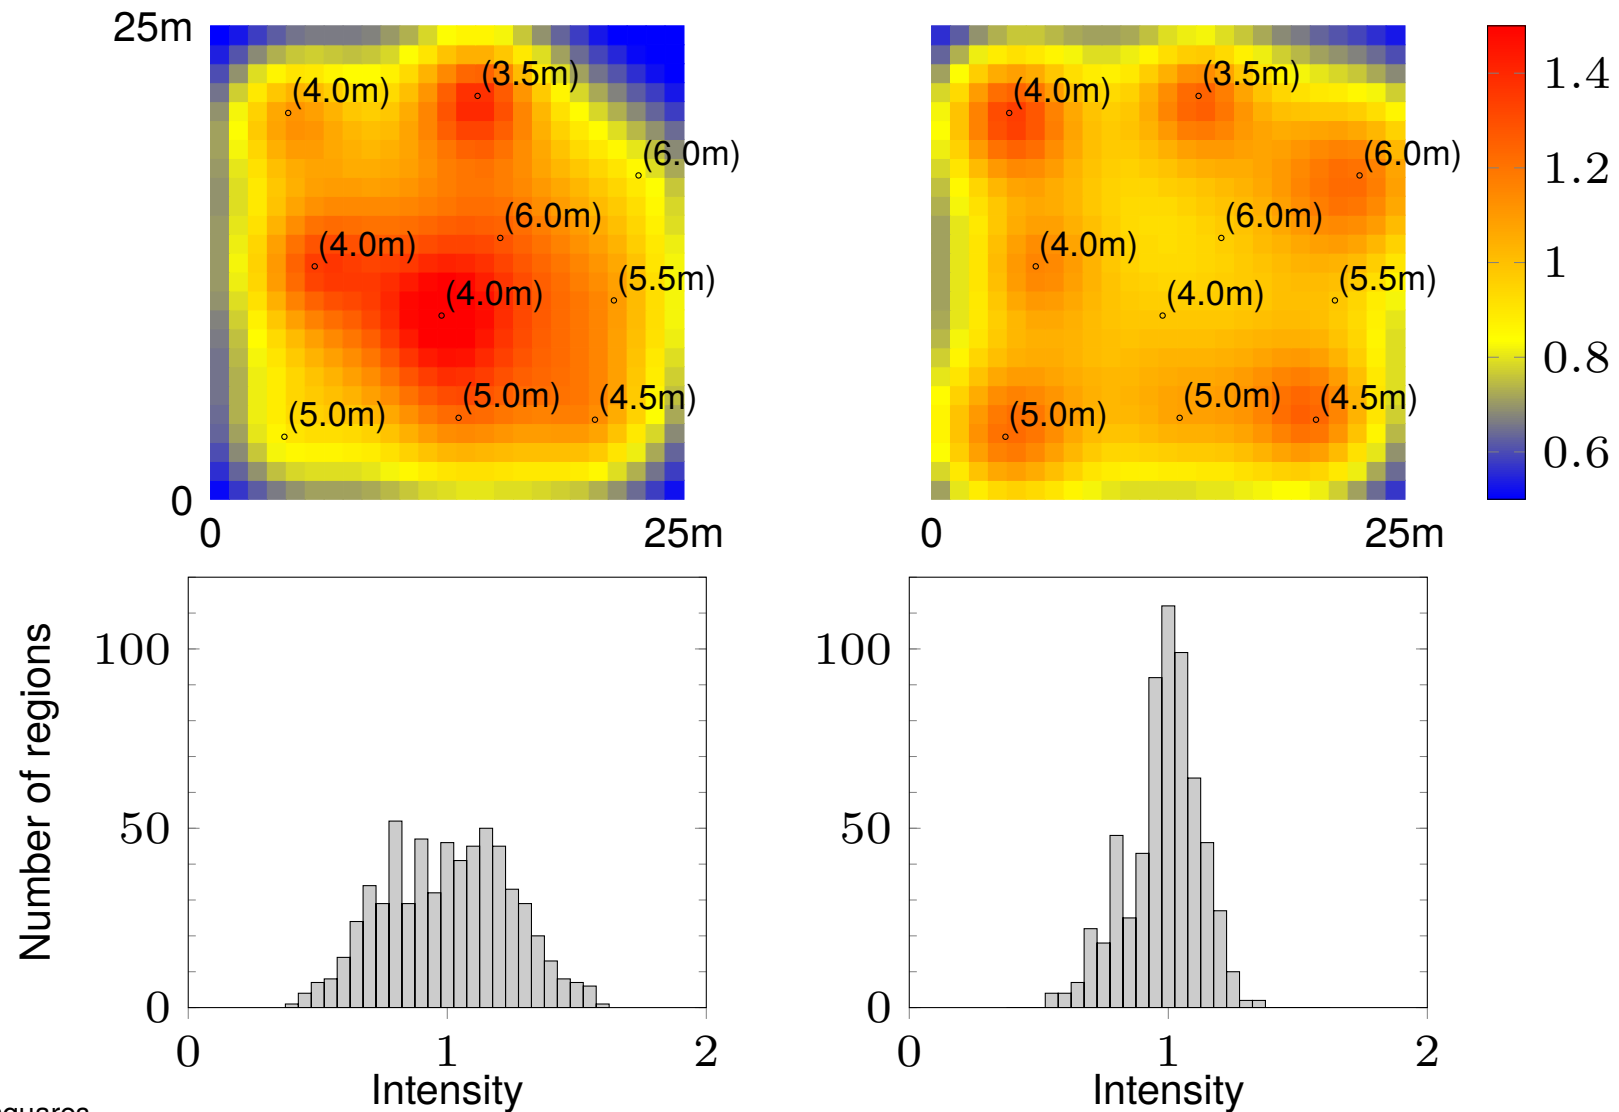 25m
(4.0m)
(3.5m)
(6.0m)
(6.0m)
(4.0m)
(5.5m)
(4.0m)
(5.0m)
(5.0m)
(4.5m)
0
0
25m
(4.0m)
(3.5m)
(6.0m)
(6.0m)
(4.0m)
(5.5m)
(4.0m)
(5.0m)
(5.0m)
(4.5m)
0
25m
1.4
1.2
1
0.8
0.6
Number of regions
100
50
0
0
1
2
Intensity
100
50
0
0
1
2
Intensity